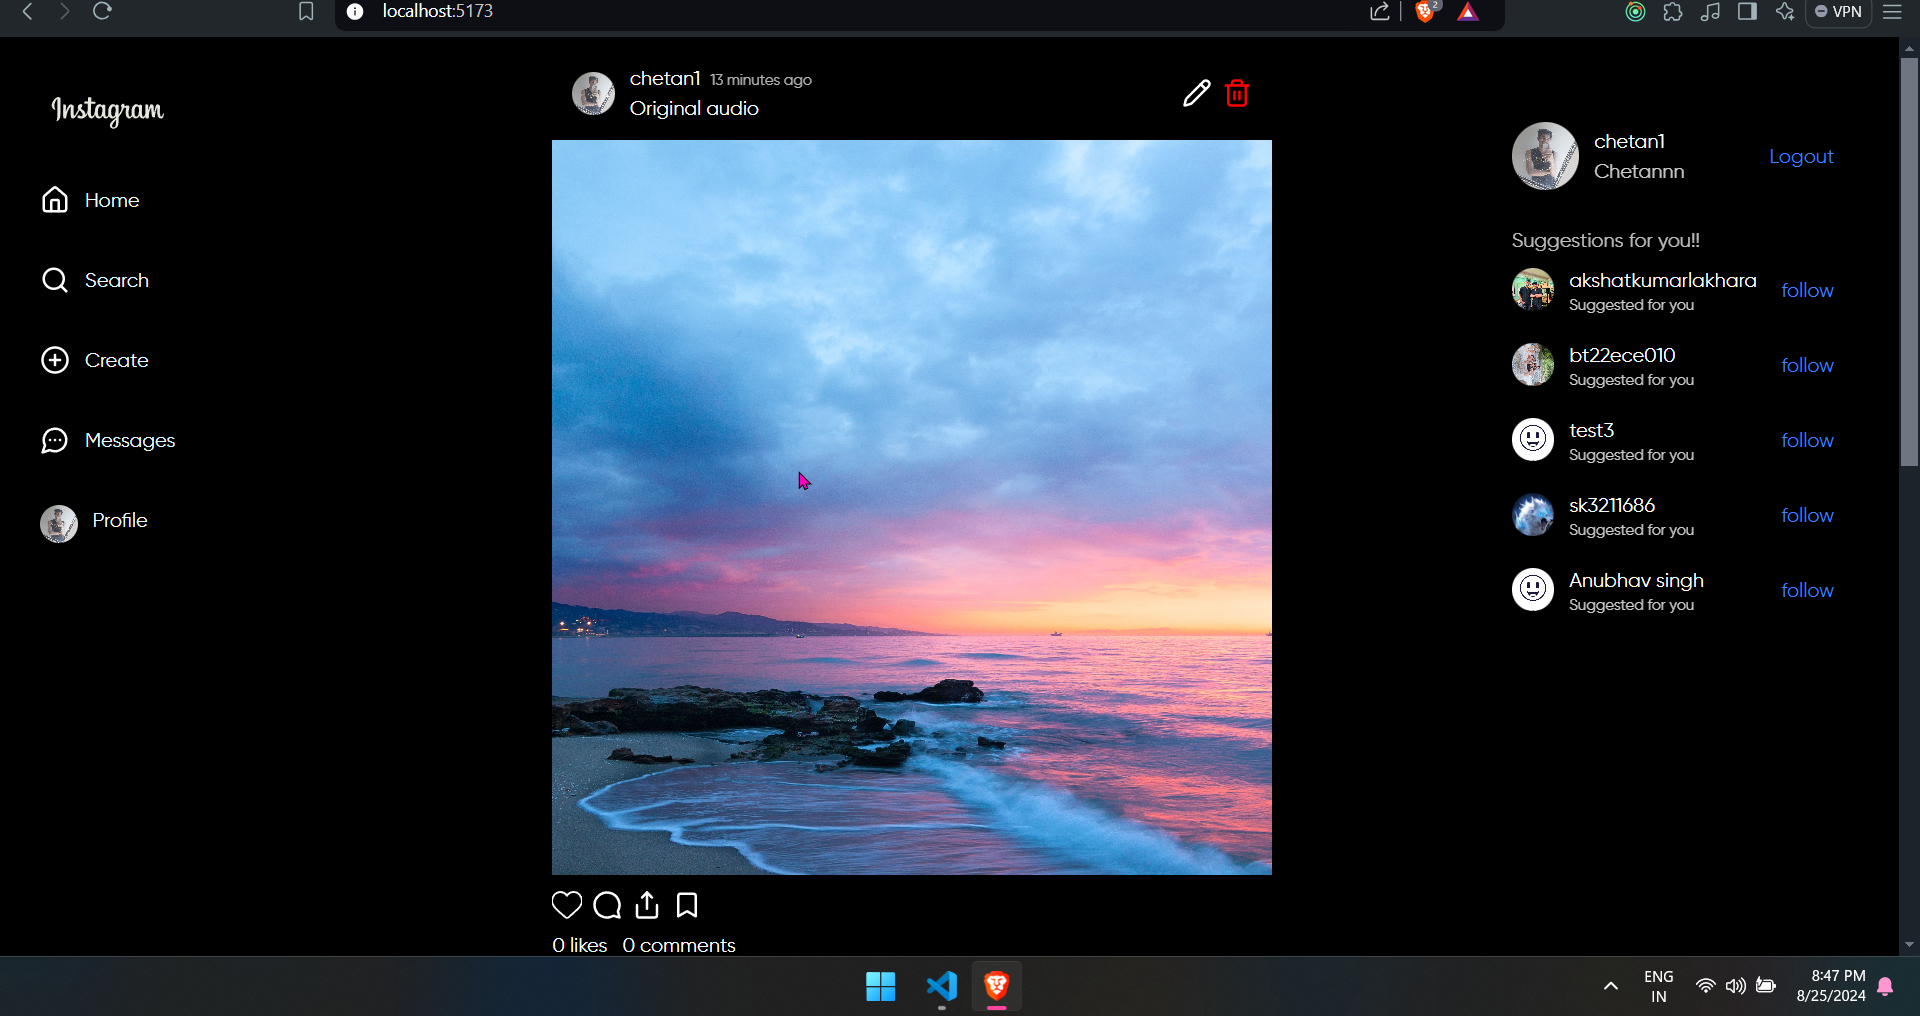 localhost:5173
2
VPN
Instagram
Home
Search
Create
Messages
Profile
chetan1 13 minutes ago
Original audio
0 likes 0 comments
chetan1
Chetannn
Logout
Suggestions for you!!
akshatkumarlakhara
Suggested for you
follow
bt22ece010
Suggested for you
follow
test3
Suggested for you
follow
sk3211686
Suggested for you
follow
Anubhav singh
Suggested for you
follow
ENG
IN
8:47 PM
8/25/2024